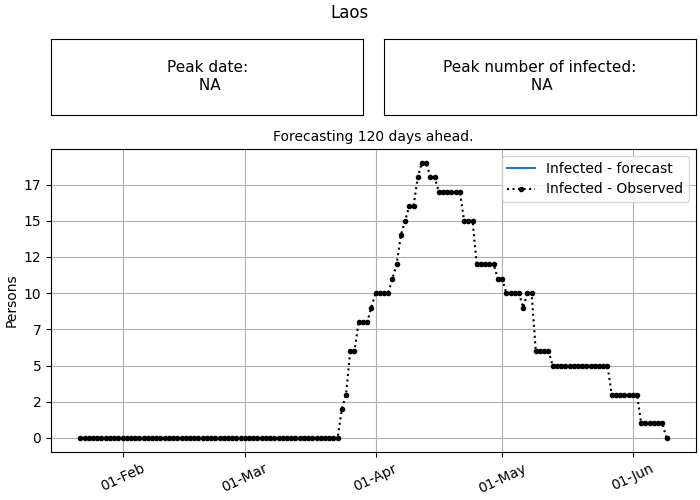 Laos
Peak date:
NA
Peak number of infected:
NA
Forecasting 120 days ahead.
Infected - forecast
Infected - Observed
Persons
17
15
12
10
7
5
2
0
01-Feb
01-Mar
01-Apr
01-May
01-Jun